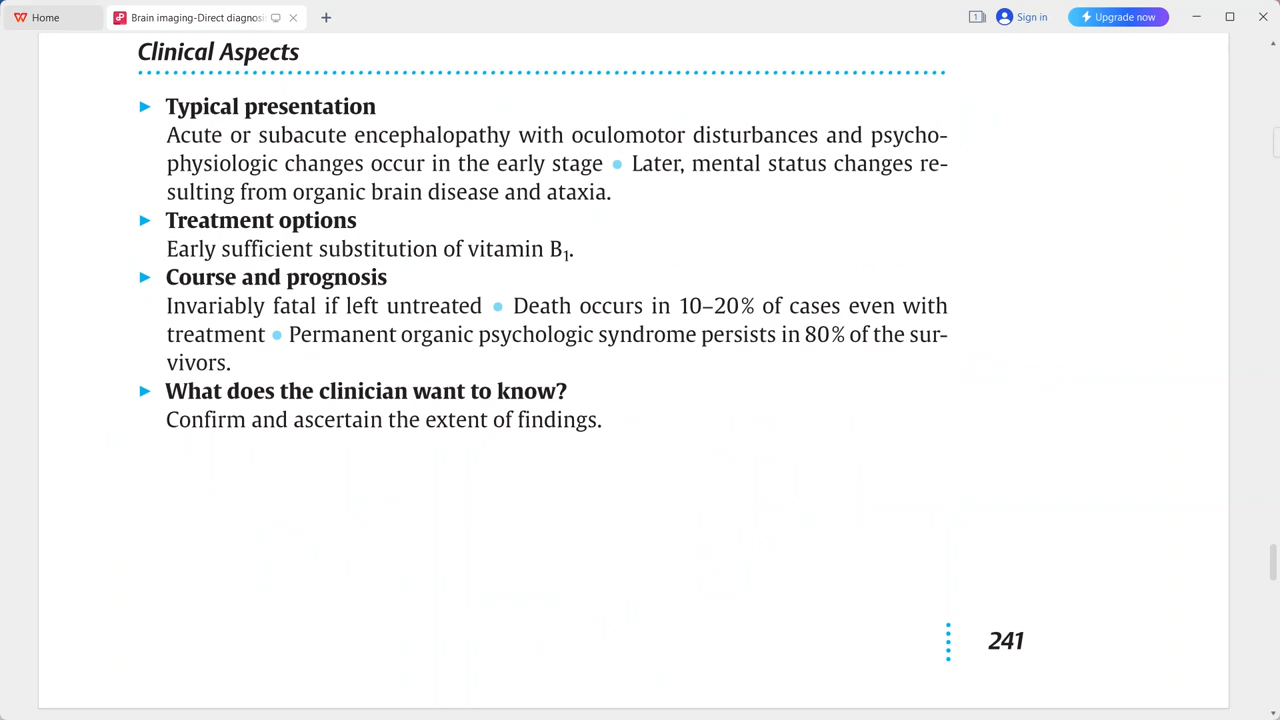 Home
Brain imaging-Direct diagnosi
1
Sign in
Upgrade now
Clinical Aspects
Typical presentation
Acute or subacute encephalopathy with oculomotor disturbances and psycho-
physiologic changes occur in the early stage ● Later, mental status changes re-
sulting from organic brain disease and ataxia.
Treatment options
Early sufficient substitution of vitamin B₁.
Course and prognosis
Invariably fatal if left untreated ● Death occurs in 10–20% of cases even with
treatment ● Permanent organic psychologic syndrome persists in 80% of the sur-
vivors.
What does the clinician want to know?
Confirm and ascertain the extent of findings.
241